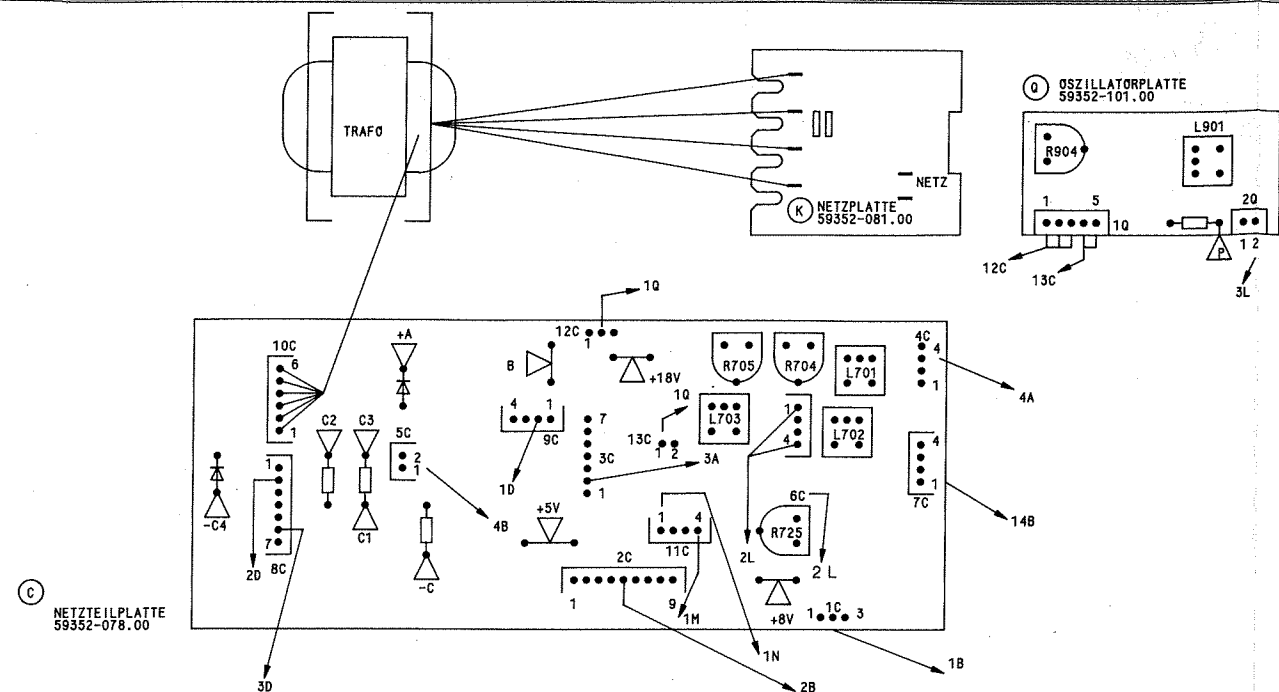 TRAFO
NETZ
K
NETZPLATTE
59352-081.00
Q
OSZILLATORPLATTE
59352-101.00
R904
L901
1
5
1Q
2Q
P
1 2
12C
13C
3L
1Q
12C
1
+A
10C
6
1
B
+18V
R705
R704
L701
4C
4
1
4A
C2
C3
5C
2
1
4
1
9C
7
3C
1
1Q
13C
1 2
L703
1
4
L702
4
1
7C
14B
3A
1D
4B
-C4
1
7
8C
2D
C1
-C
+5V
1
4
11C
2L
6C
R725
2 L
2C
1
9
1M
+8V
1
1C
3
1N
1B
2B
3D
C
NETZTEILPLATTE
59352-078.00